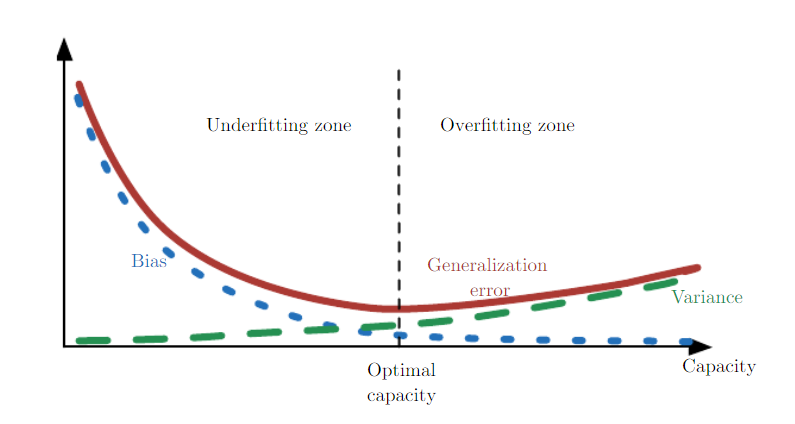 Underfitting zone
Overfitting zone
Bias
Generalization
error
Variance
Optimal
capacity
Capacity